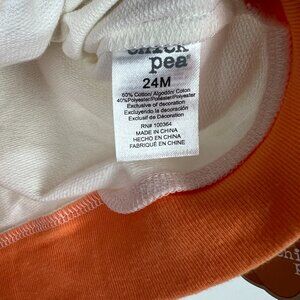 chick
pea
24M
60% Cotton/Algodón/Coton
40%Polyester/Poliéster/Polyester
Exclusive of decoration
Excluyendo la decoración
Exclusif de Décoration
RN# 100364
MADE IN CHINA
HECHO EN CHINA
FABRIQUÉ EN CHINE